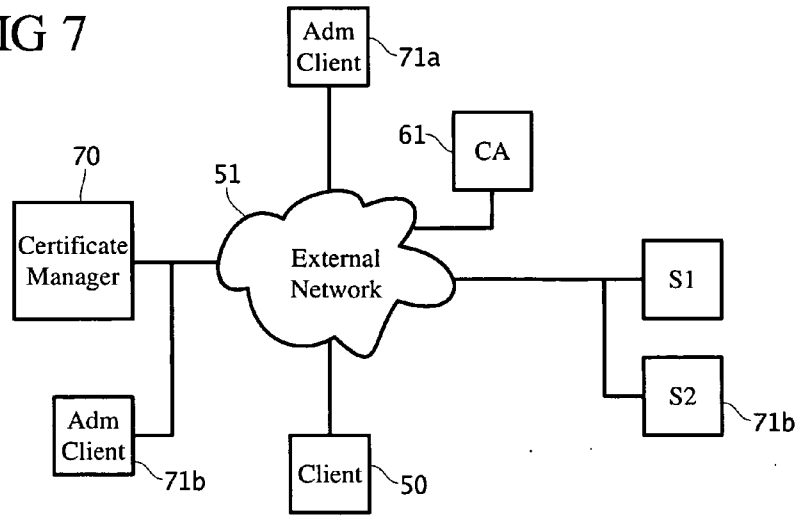 IG 7
Adm
Client
71a
61
CA
70
51
Certificate
Manager
External
Network
S1
Adm
Client
71b
S2
71b
Client
50